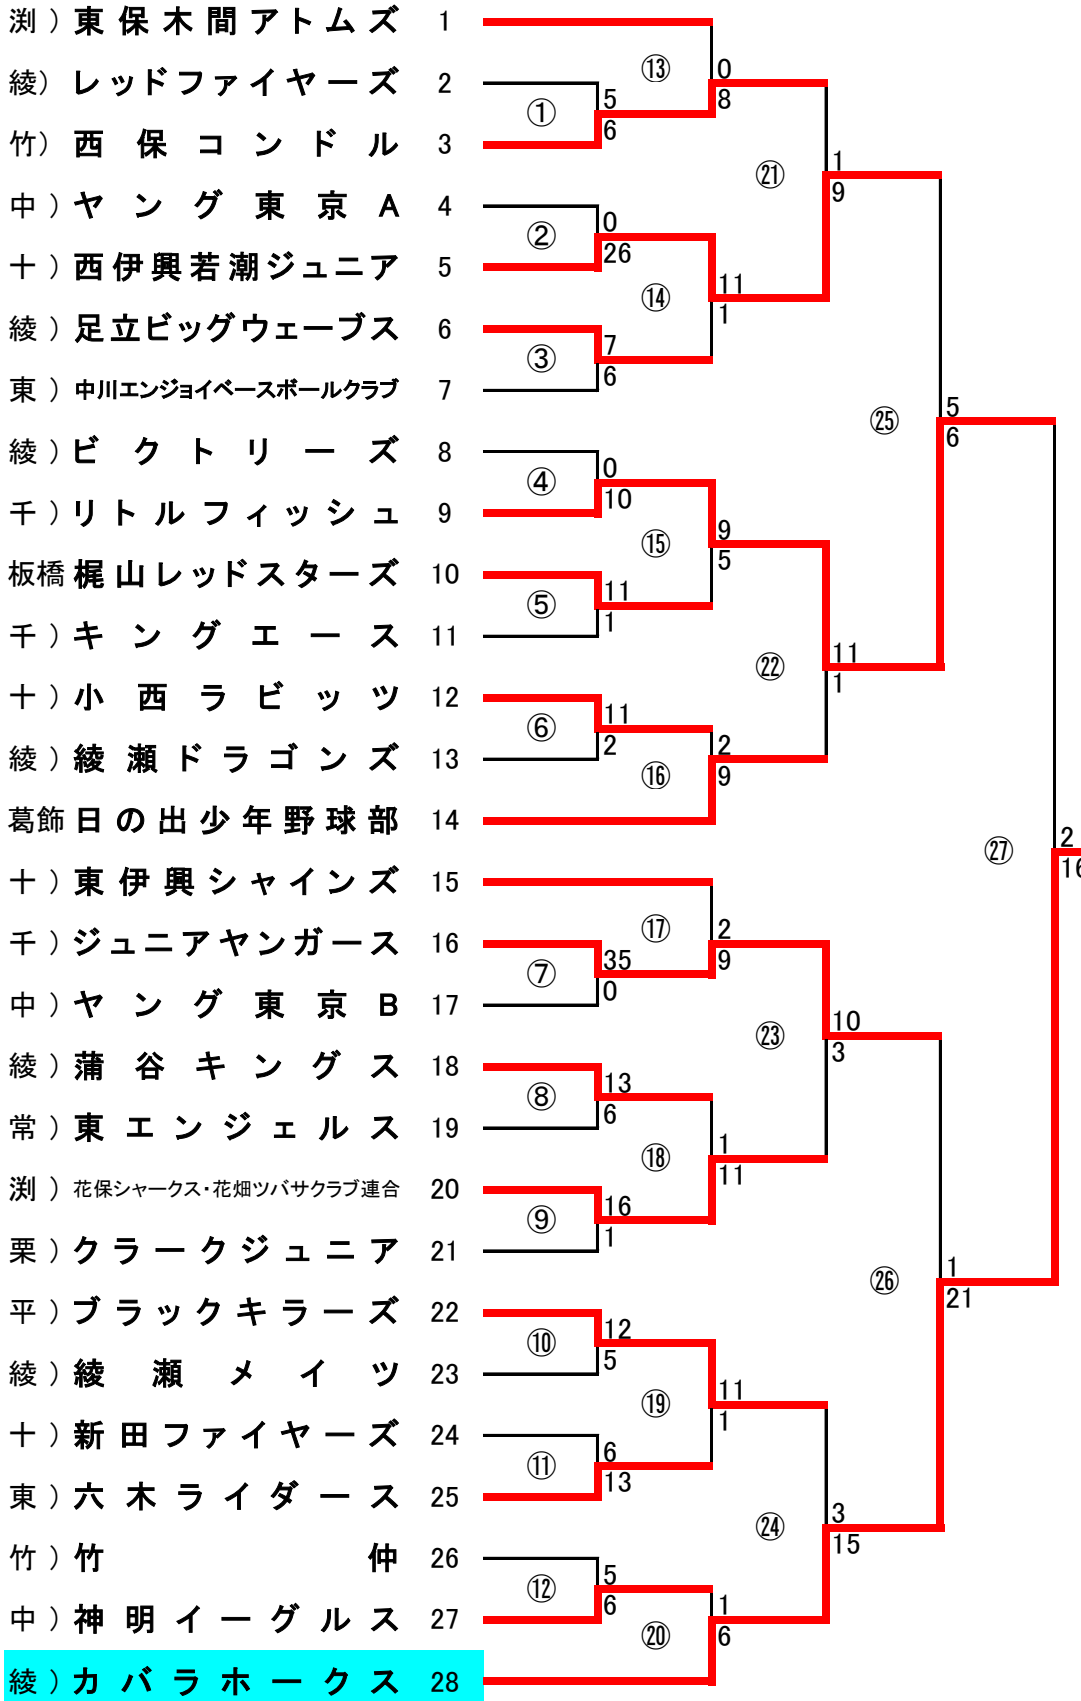 渕）東保木間アトムズ 1
⑬ 0
綾）レッドファイヤーズ 2
8
① 5
6
竹）西保コンドル 3
㉑ 1
9
中）ヤング東京A 4
② 0
26
十）西伊興若潮ジュニア 5
⑭ 11
1
綾）足立ビッグウェーブス 6
③ 7
6
東）中川エンジョイベースボールクラブ 7
㉕ 5
6
綾）ビクトリーズ 8
④ 0
10
千）リトルフィッシュ 9
⑮ 9
5
板橋 梶山レッドスターズ 10
⑤ 11
1
千）キングエース 11
㉒ 11
1
十）小西ラビッツ 12
⑥ 11
2
綾）綾瀬ドラゴンズ 13
⑯ 2
9
葛飾 日の出少年野球部 14
㉗ 2
16
十）東伊興シャインズ 15
⑰ 2
9
千）ジュニアヤンガース 16
⑦ 35
0
中）ヤング東京B 17
㉓ 10
3
綾）蒲谷キングス 18
⑧ 13
6
常）東エンジェルス 19
⑱ 1
11
渕）花保シャークス・花畑ツバサクラブ連合 20
⑨ 16
1
栗）クラークジュニア 21
㉖ 1
21
平）ブラックキラーズ 22
⑩ 12
5
綾）綾瀬メイツ 23
⑲ 11
1
十）新田ファイヤーズ 24
⑪ 6
13
東）六木ライダース 25
㉔ 3
15
竹）竹仲 26
⑫ 5
6
中）神明イーグルス 27
⑳ 1
6
綾）カバラホークス 28